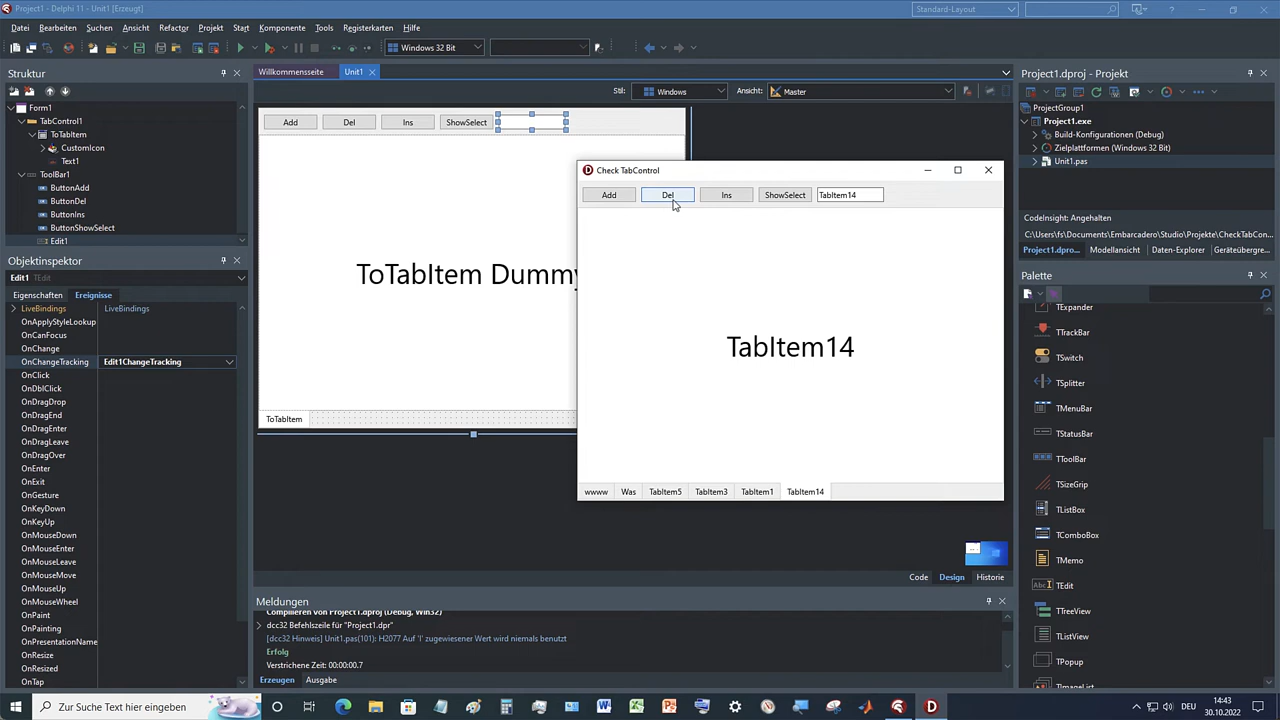 Project1 - Delphi 11 - Unit1 [Erzeugt]
Standard-Layout
Datei Bearbeiten Suchen Ansicht Refactor Projekt Start Komponente Tools Registerkarten Hilfe
Windows 32 Bit
Struktur
Form1
TabControl1
ToTabItem
CustomIcon
Text1
ToolBar1
ButtonAdd
ButtonDel
ButtonIns
ButtonShowSelect
Edit1
Objektinspektor
Edit1 TEdit
Eigenschaften Ereignisse
LiveBindings LiveBindings
OnApplyStyleLookup
OnCanFocus
OnChange
OnChangeTracking Edit1ChangeTracking
OnClick
OnDblClick
OnDragDrop
OnDragEnd
OnDragEnter
OnDragLeave
OnDragOver
OnEnter
OnExit
OnGesture
OnKeyDown
OnKeyUp
OnMouseDown
OnMouseEnter
OnMouseLeave
OnMouseMove
OnMouseUp
OnMouseWheel
OnPaint
OnPainting
OnPresentationName
OnResize
OnResized
OnTap
Willkommensseite Unit1
Stil: Windows Ansicht: Master
Add Del Ins ShowSelect
ToTabItem Dummy
ToTabItem
Check TabControl
Add Del Ins ShowSelect TabItem14
TabItem14
wwww Was TabItem5 TabItem3 TabItem1 TabItem14
Code Design Historie
Meldungen
Compilieren von Project1.dproj (Debug, Win32)
dcc32 Befehlszeile für "Project1.dpr"
[dcc32 Hinweis] Unit1.pas(101): H2077 Auf 'I' zugewiesener Wert wird niemals benutzt
Erfolg
Verstrichene Zeit: 00:00:00.7
Erzeugen Ausgabe
Project1.dproj - Projekt
ProjectGroup1
Project1.exe
Build-Konfigurationen (Debug)
Zielplattformen (Windows 32 Bit)
Unit1.pas
CodeInsight: Angehalten
C:\Users\fs\Documents\Embarcadero\Studio\Projekte\CheckTabCon...
Project1.dpro... Modellansicht Daten-Explorer Geräteübergre...
Palette
TExpander
TTrackBar
TSwitch
TSplitter
TMenuBar
TStatusBar
TToolBar
TSizeGrip
TListBox
TComboBox
TMemo
TEdit
TTreeView
TListView
TPopup
TImageList
Zur Suche Text hier eingeben
DEU
14:43
30.10.2022